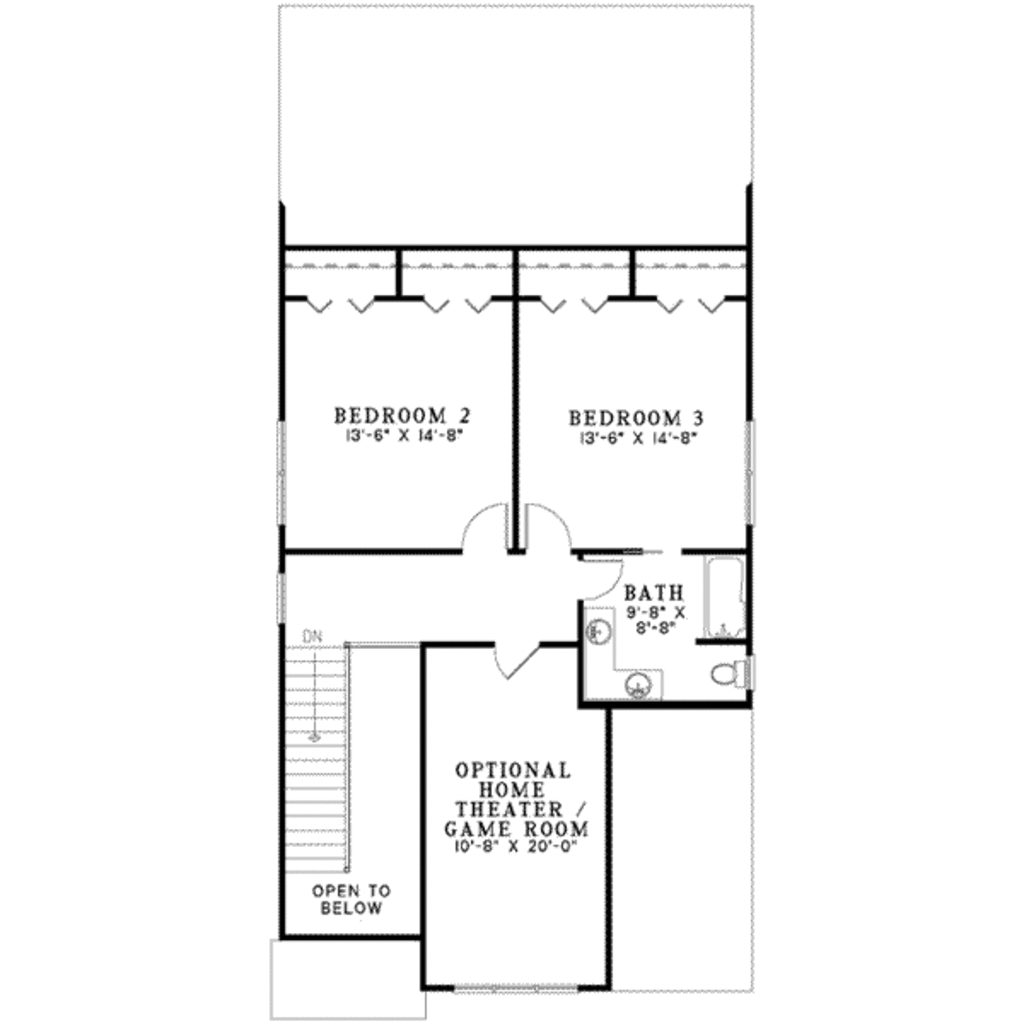 BEDROOM 2
13'-6" X 14'-8"
BEDROOM 3
13'-6" X 14'-8"
BATH
9'-8" X
8'-8"
DN
OPTIONAL
HOME
THEATER /
GAME ROOM
10'-8" X 20'-0"
OPEN TO
BELOW